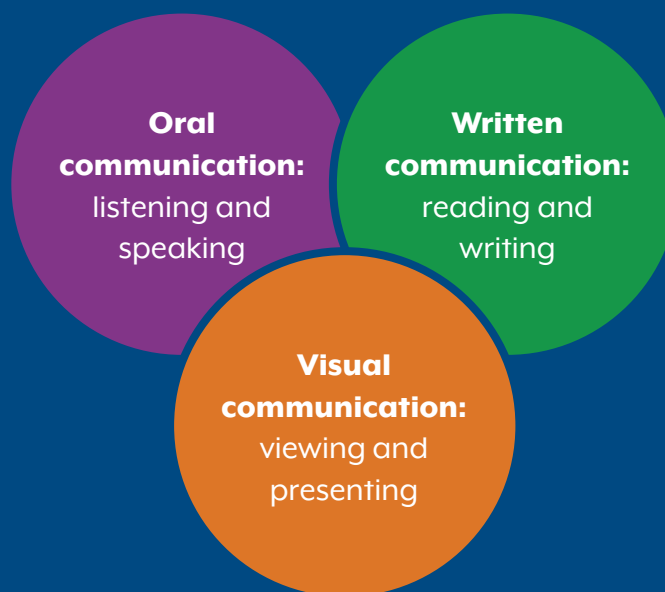 Oral
communication:
listening and
speaking
Written
communication:
reading and
writing
Visual
communication:
viewing and
presenting